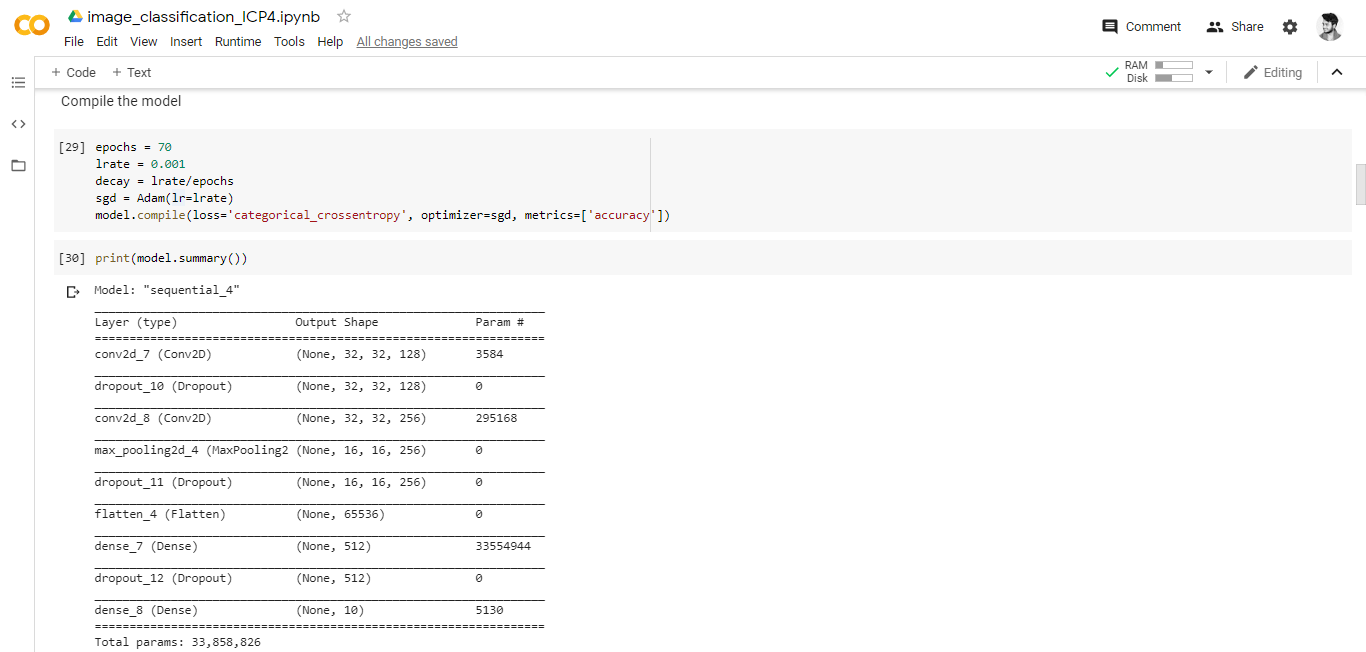 image_classification_ICP4.ipynb
File Edit View Insert Runtime Tools Help All changes saved
Comment Share
+ Code + Text
RAM
Disk
Editing
Compile the model
[29] epochs = 70
lrate = 0.001
decay = lrate/epochs
sgd = Adam(lr=lrate)
model.compile(loss='categorical_crossentropy', optimizer=sgd, metrics=['accuracy'])
[30] print(model.summary())
Model: "sequential_4"
_________________________________________________________________
Layer (type) Output Shape Param #
=================================================================
conv2d_7 (Conv2D) (None, 32, 32, 128) 3584
_________________________________________________________________
dropout_10 (Dropout) (None, 32, 32, 128) 0
_________________________________________________________________
conv2d_8 (Conv2D) (None, 32, 32, 256) 295168
_________________________________________________________________
max_pooling2d_4 (MaxPooling2 (None, 16, 16, 256) 0
_________________________________________________________________
dropout_11 (Dropout) (None, 16, 16, 256) 0
_________________________________________________________________
flatten_4 (Flatten) (None, 65536) 0
_________________________________________________________________
dense_7 (Dense) (None, 512) 33554944
_________________________________________________________________
dropout_12 (Dropout) (None, 512) 0
_________________________________________________________________
dense_8 (Dense) (None, 10) 5130
=================================================================
Total params: 33,858,826